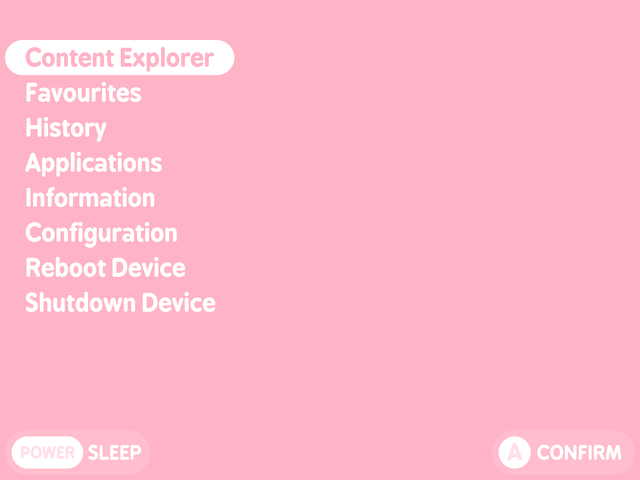 Content Explorer
Favourites
History
Applications
Information
Configuration
Reboot Device
Shutdown Device
POWER SLEEP
A CONFIRM